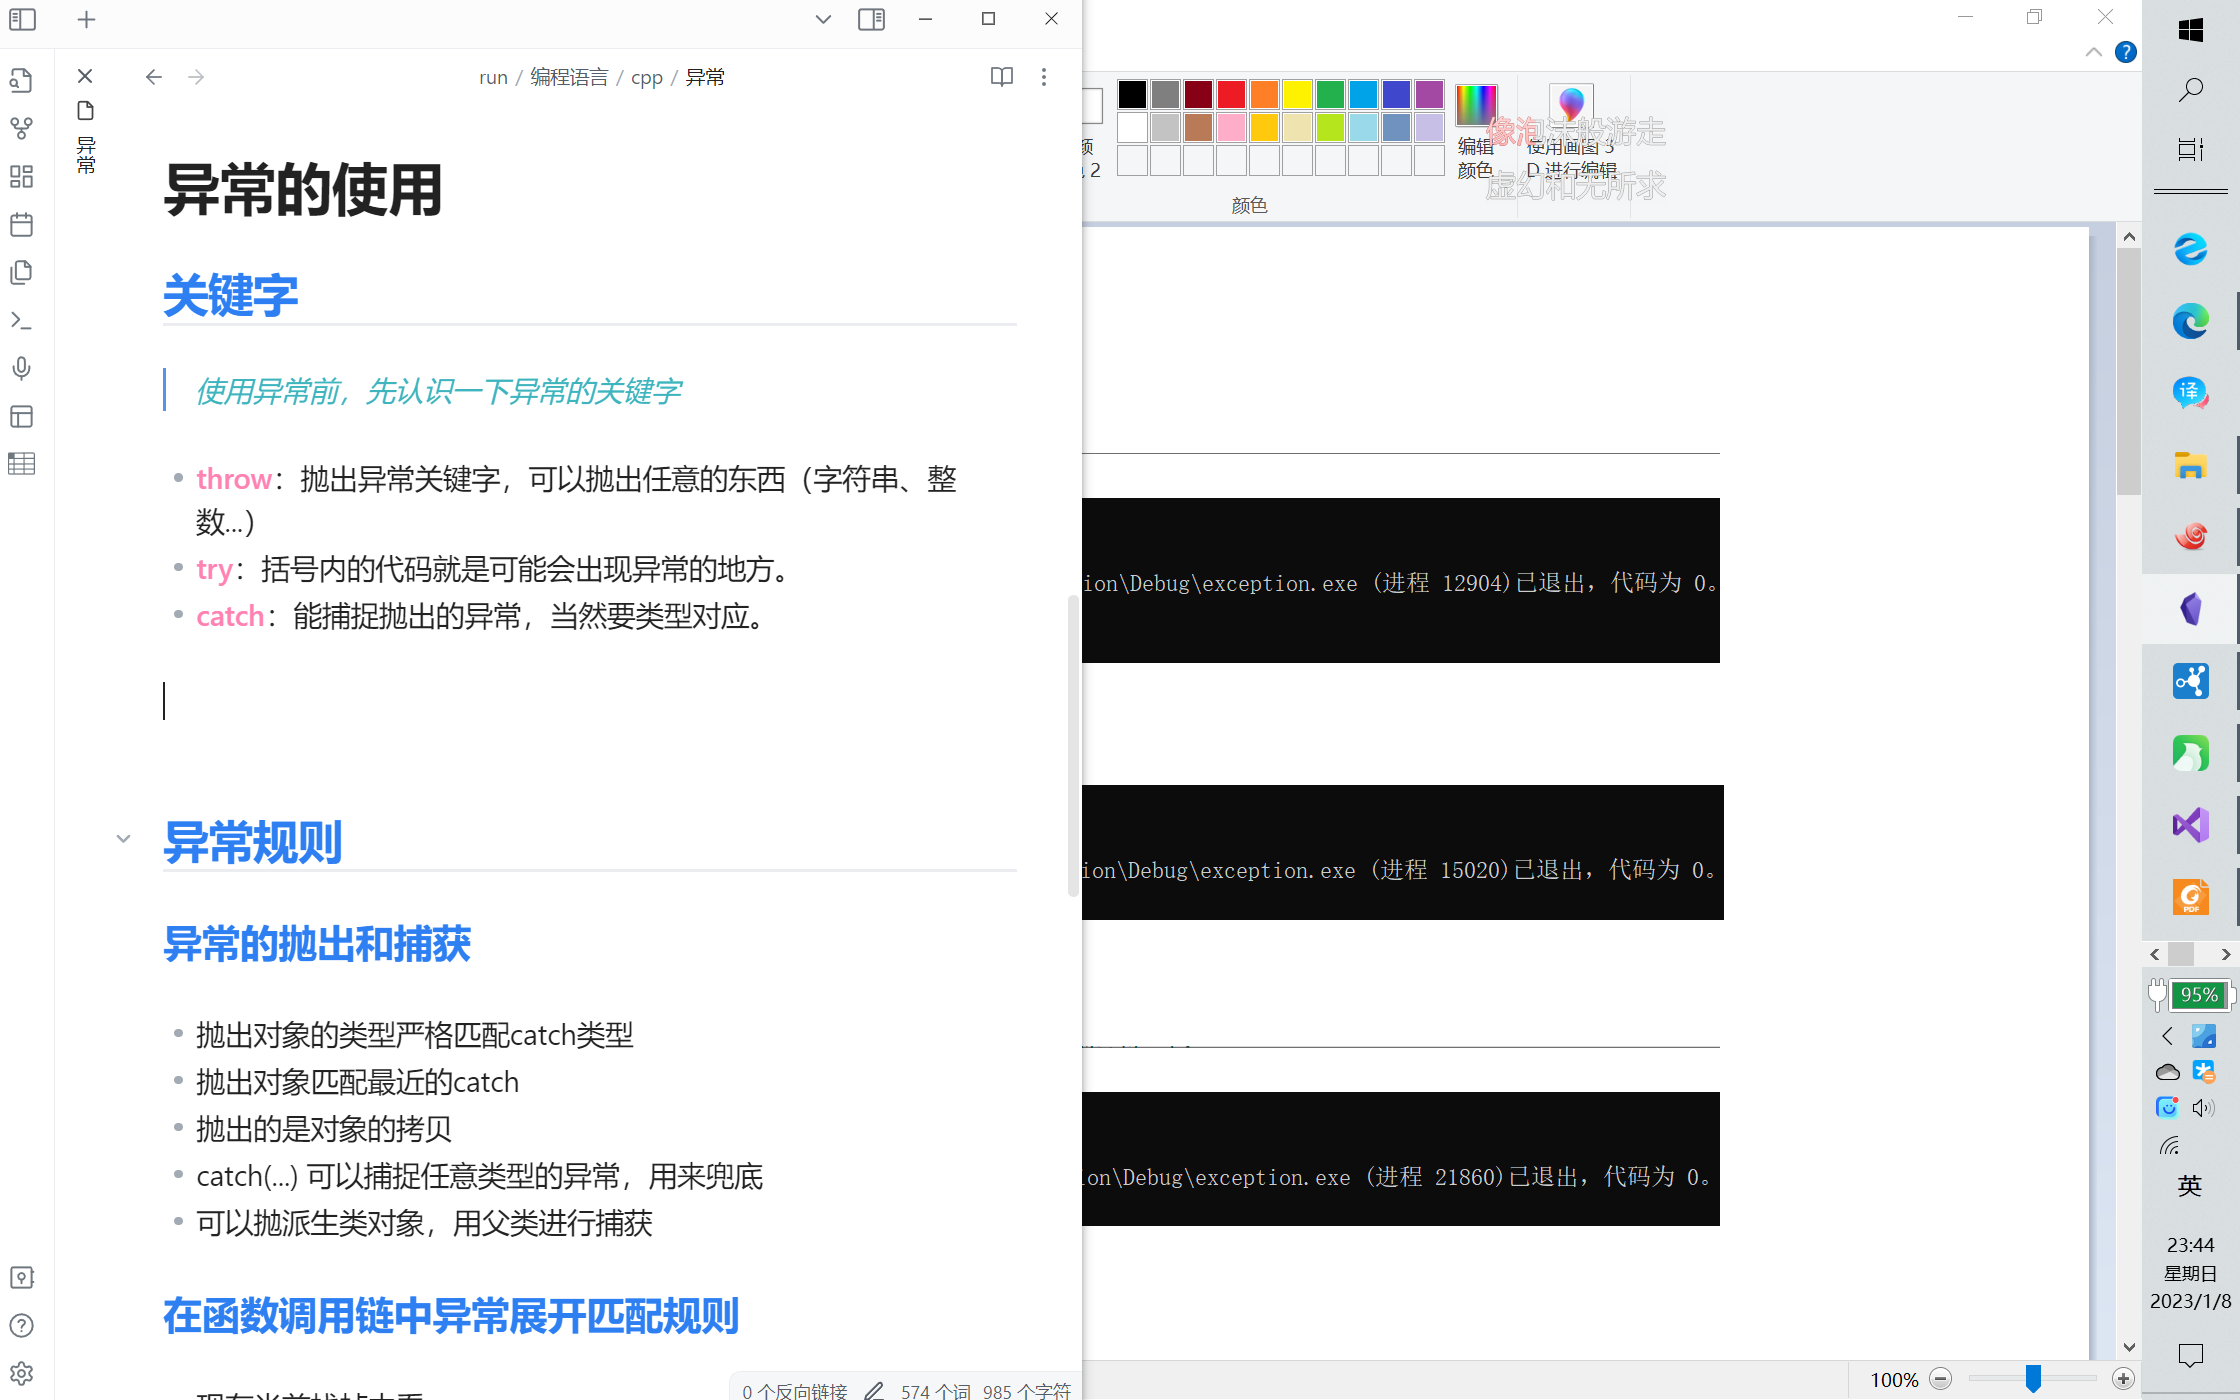 run / 编程语言 / cpp / 异常
异常
异常的使用
关键字
使用异常前，先认识一下异常的关键字
throw：抛出异常关键字，可以抛出任意的东西（字符串、整
数...）
try：括号内的代码就是可能会出现异常的地方。
catch：能捕捉抛出的异常，当然要类型对应。
异常规则
异常的抛出和捕获
抛出对象的类型严格匹配catch类型
抛出对象匹配最近的catch
抛出的是对象的拷贝
catch(...) 可以捕捉任意类型的异常，用来兜底
可以抛派生类对象，用父类进行捕获
在函数调用链中异常展开匹配规则
0 个反向链接 574 个词 985 个字符
2
编辑
颜色
使用画图 3
D 进行编辑
颜色
像泡沫般游走
虚幻和无所求
ion\Debug\exception.exe (进程 12904)已退出，代码为 0。
ion\Debug\exception.exe (进程 15020)已退出，代码为 0。
ion\Debug\exception.exe (进程 21860)已退出，代码为 0。
100%
译
PDF
95%
英
23:44
星期日
2023/1/8